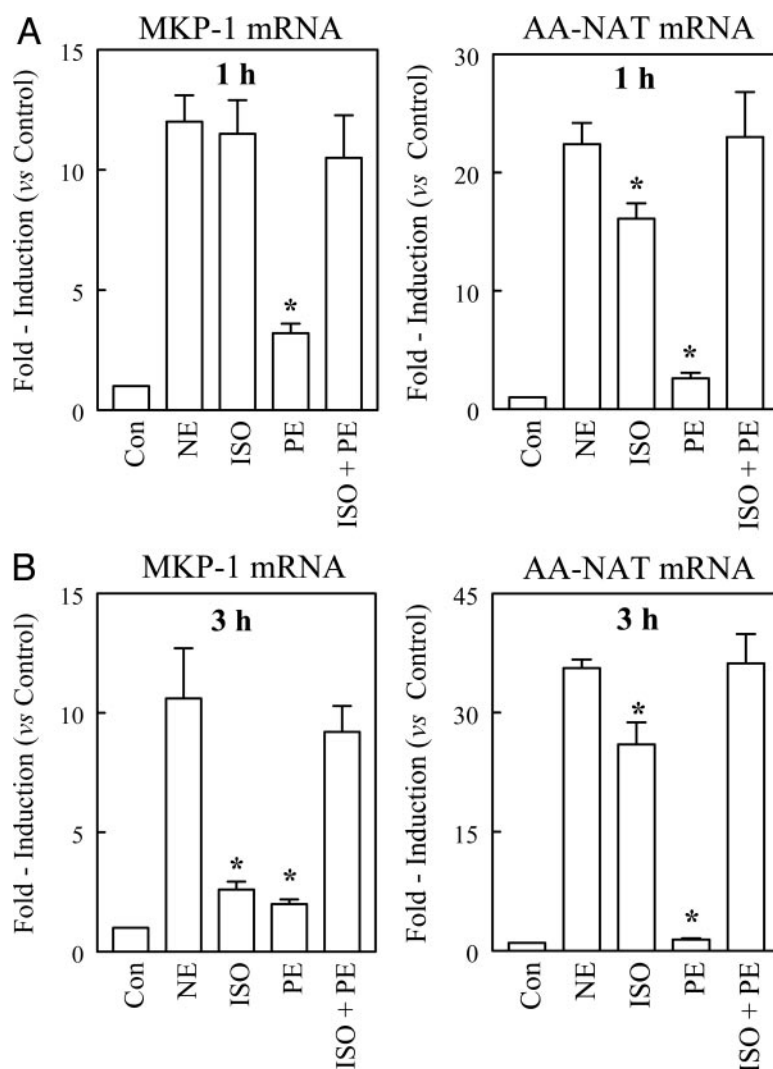 A
MKP-1 mRNA
1 h
Fold - Induction (vs Control)
15
10
5
0
*
Con
NE
ISO
PE
ISO + PE
AA-NAT mRNA
1 h
Fold - Induction (vs Control)
30
20
10
0
*
*
Con
NE
ISO
PE
ISO + PE
B
MKP-1 mRNA
3 h
Fold - Induction (vs Control)
15
10
5
0
*
*
Con
NE
ISO
PE
ISO + PE
AA-NAT mRNA
3 h
Fold - Induction (vs Control)
45
30
15
0
*
*
Con
NE
ISO
PE
ISO + PE